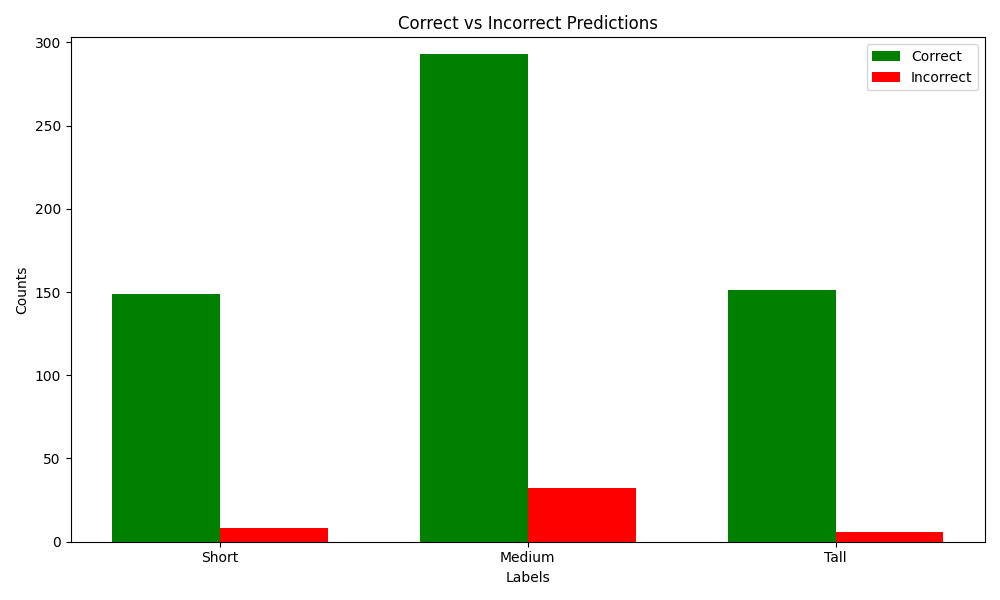 Correct vs Incorrect Predictions
Correct
Incorrect
300
250
200
150
100
50
0
Counts
Short
Medium
Tall
Labels